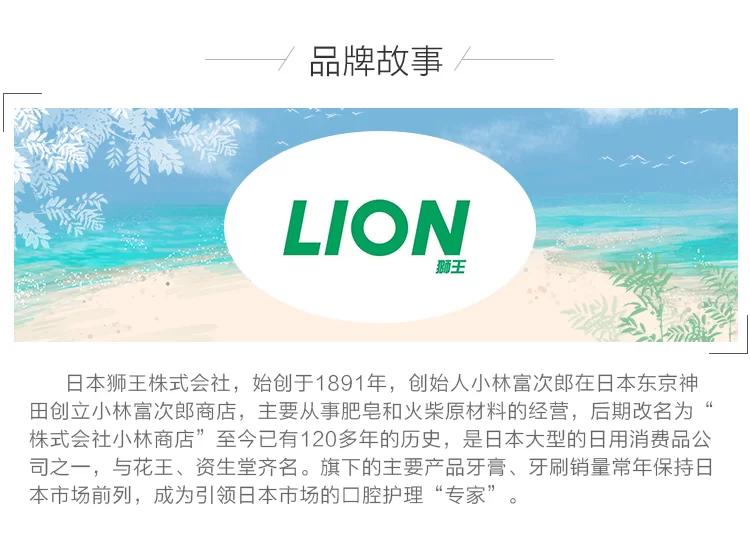 品牌故事
LION
狮王
日本狮王株式会社，始创于1891年，创始人小林富次郎在日本东京神
田创立小林富次郎商店，主要从事肥皂和火柴原材料的经营，后期改名为“
株式会社小林商店”至今已有120多年的历史，是日本大型的日用消费品公
司之一，与花王、资生堂齐名。旗下的主要产品牙膏、牙刷销量常年保持日
本市场前列，成为引领日本市场的口腔护理“专家”。